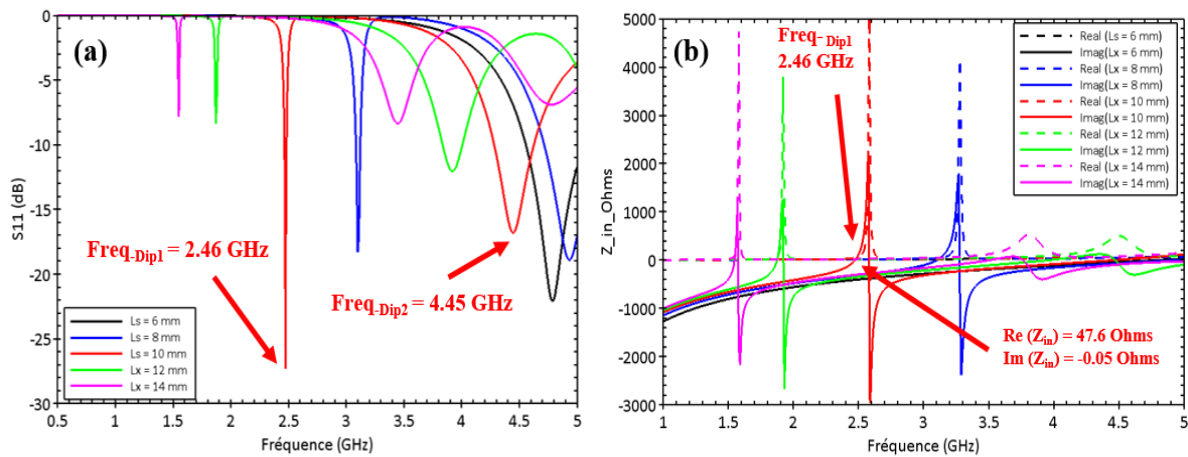 (a)
S11 (dB)
0
-5
-10
-15
-20
-25
-30
0.5 1 1.5 2 2.5 3 3.5 4 4.5 5
Fréquence (GHz)
Freq-Dip1 = 2.46 GHz
Freq-Dip2 = 4.45 GHz
Ls = 6 mm
Ls = 8 mm
Ls = 10 mm
Lx = 12 mm
Lx = 14 mm
(b)
Z_in_Ohms
5000
4000
3000
2000
1000
0
-1000
-2000
-3000
1 1.5 2 2.5 3 3.5 4 4.5 5
Fréquence (GHz)
Freq-Dip1
2.46 GHz
Real (Ls = 6 mm)
Imag(Lx = 6 mm)
Real (Lx = 8 mm)
Imag(Lx = 8 mm)
Real (Lx = 10 mm)
Imag(Lx = 10 mm)
Real (Lx = 12 mm)
Imag(Lx = 12 mm)
Real (Lx = 14 mm)
Imag(Lx = 14 mm)
Re (Zin) = 47.6 Ohms
Im (Zin) = -0.05 Ohms